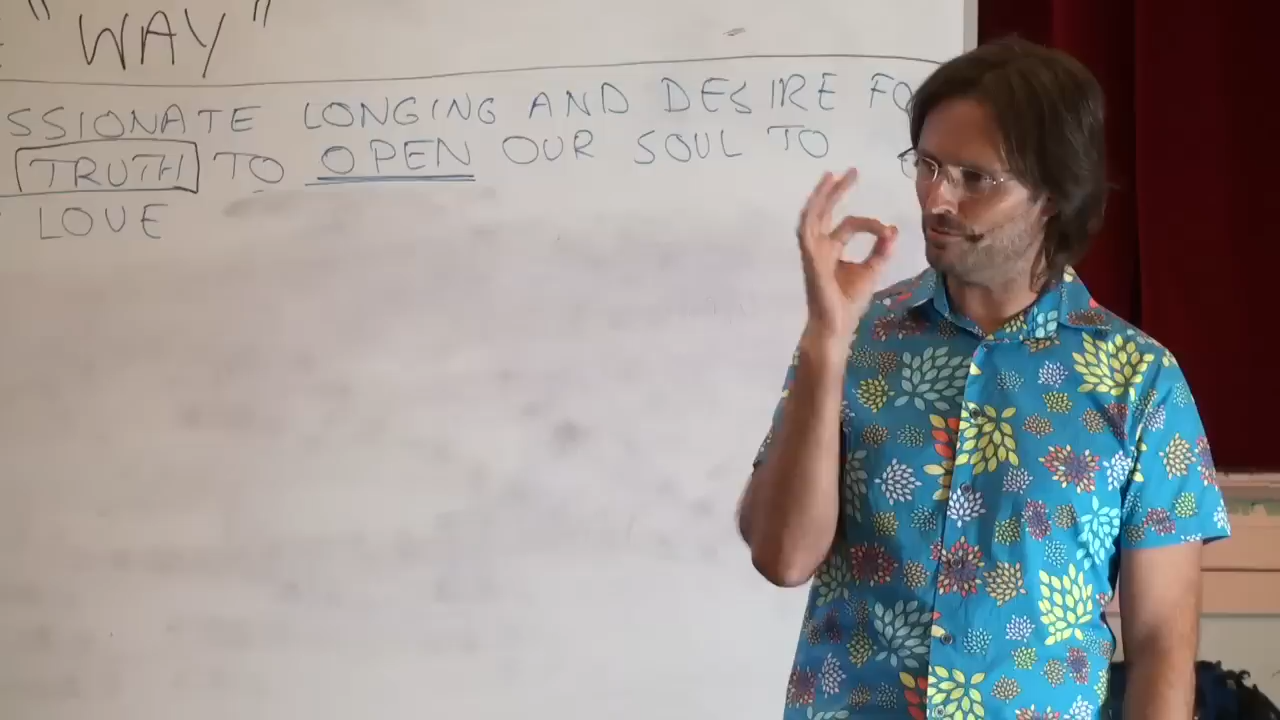 "WAY"
SSIONATE LONGING AND DESIRE FO
TRUTH TO OPEN OUR SOUL TO
LOVE